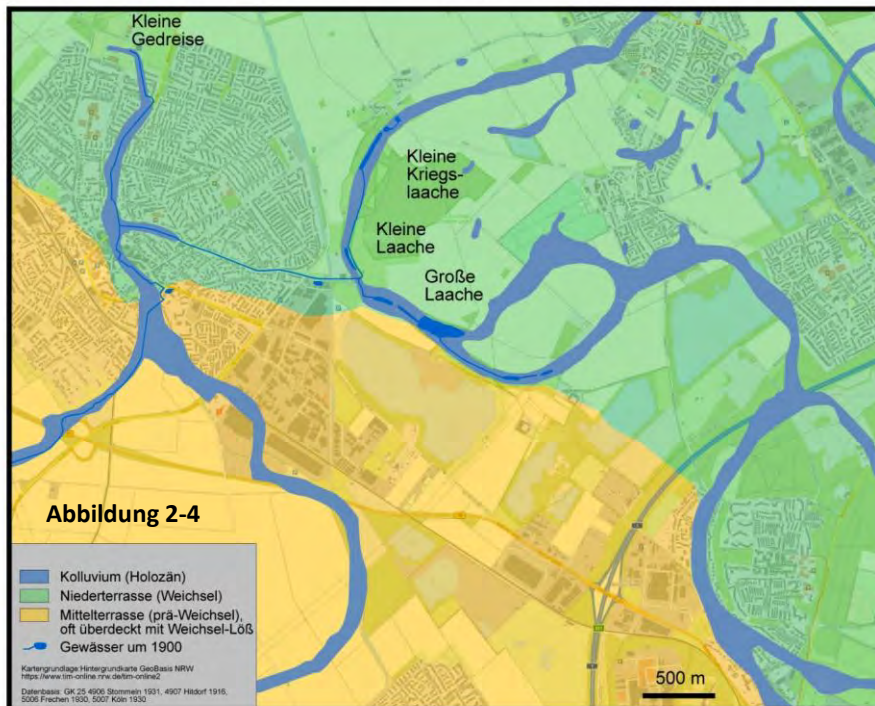 Kleine
Gedreise
Kleine
Kriegs-
laache
Kleine
Laache
Große
Laache
Abbildung 2-4
Kolluvium (Holozän)
Niederterrasse (Weichsel)
Mittelterrasse (prä-Weichsel),
oft überdeckt mit Weichsel-Löß
Gewässer um 1900
Kartengrundlage:Hintergrundkarte GeoBasis NRW
https://www.tim-online.nrw.de/tim-online2
Datenbasis: GK 25 4906 Stommeln 1931, 4907 Hitdorf 1916,
5006 Frechen 1930, 5007 Köln 1930
500 m